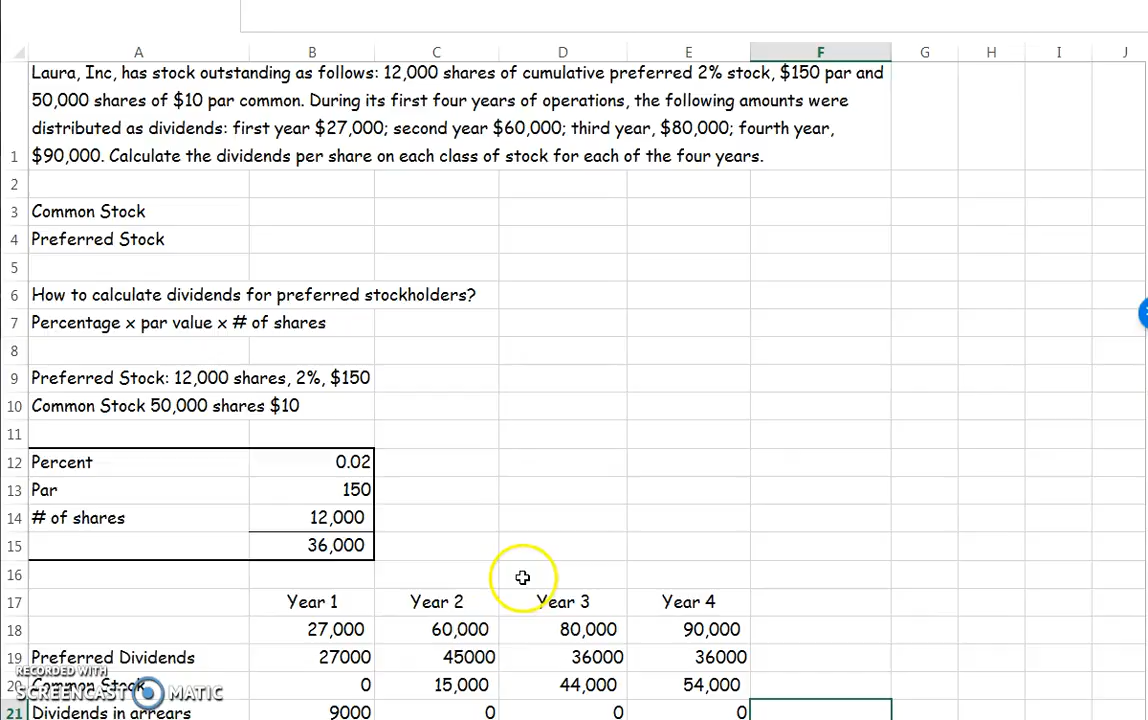 A B C D E F G H I J
1 Laura, Inc, has stock outstanding as follows: 12,000 shares of cumulative preferred 2% stock, $150 par and
50,000 shares of $10 par common. During its first four years of operations, the following amounts were
distributed as dividends: first year $27,000; second year $60,000; third year, $80,000; fourth year,
$90,000. Calculate the dividends per share on each class of stock for each of the four years.
2
3 Common Stock
4 Preferred Stock
5
6 How to calculate dividends for preferred stockholders?
7 Percentage x par value x # of shares
8
9 Preferred Stock: 12,000 shares, 2%, $150
10 Common Stock 50,000 shares $10
11
12 Percent 0.02
13 Par 150
14 # of shares 12,000
15 36,000
16
17 Year 1 Year 2 Year 3 Year 4
18 27,000 60,000 80,000 90,000
19 Preferred Dividends 27000 45000 36000 36000
RECORDED WITH
20 Common Stock 0 15,000 44,000 54,000
SCREENCAST MATIC
21 Dividends in arrears 9000 0 0 0